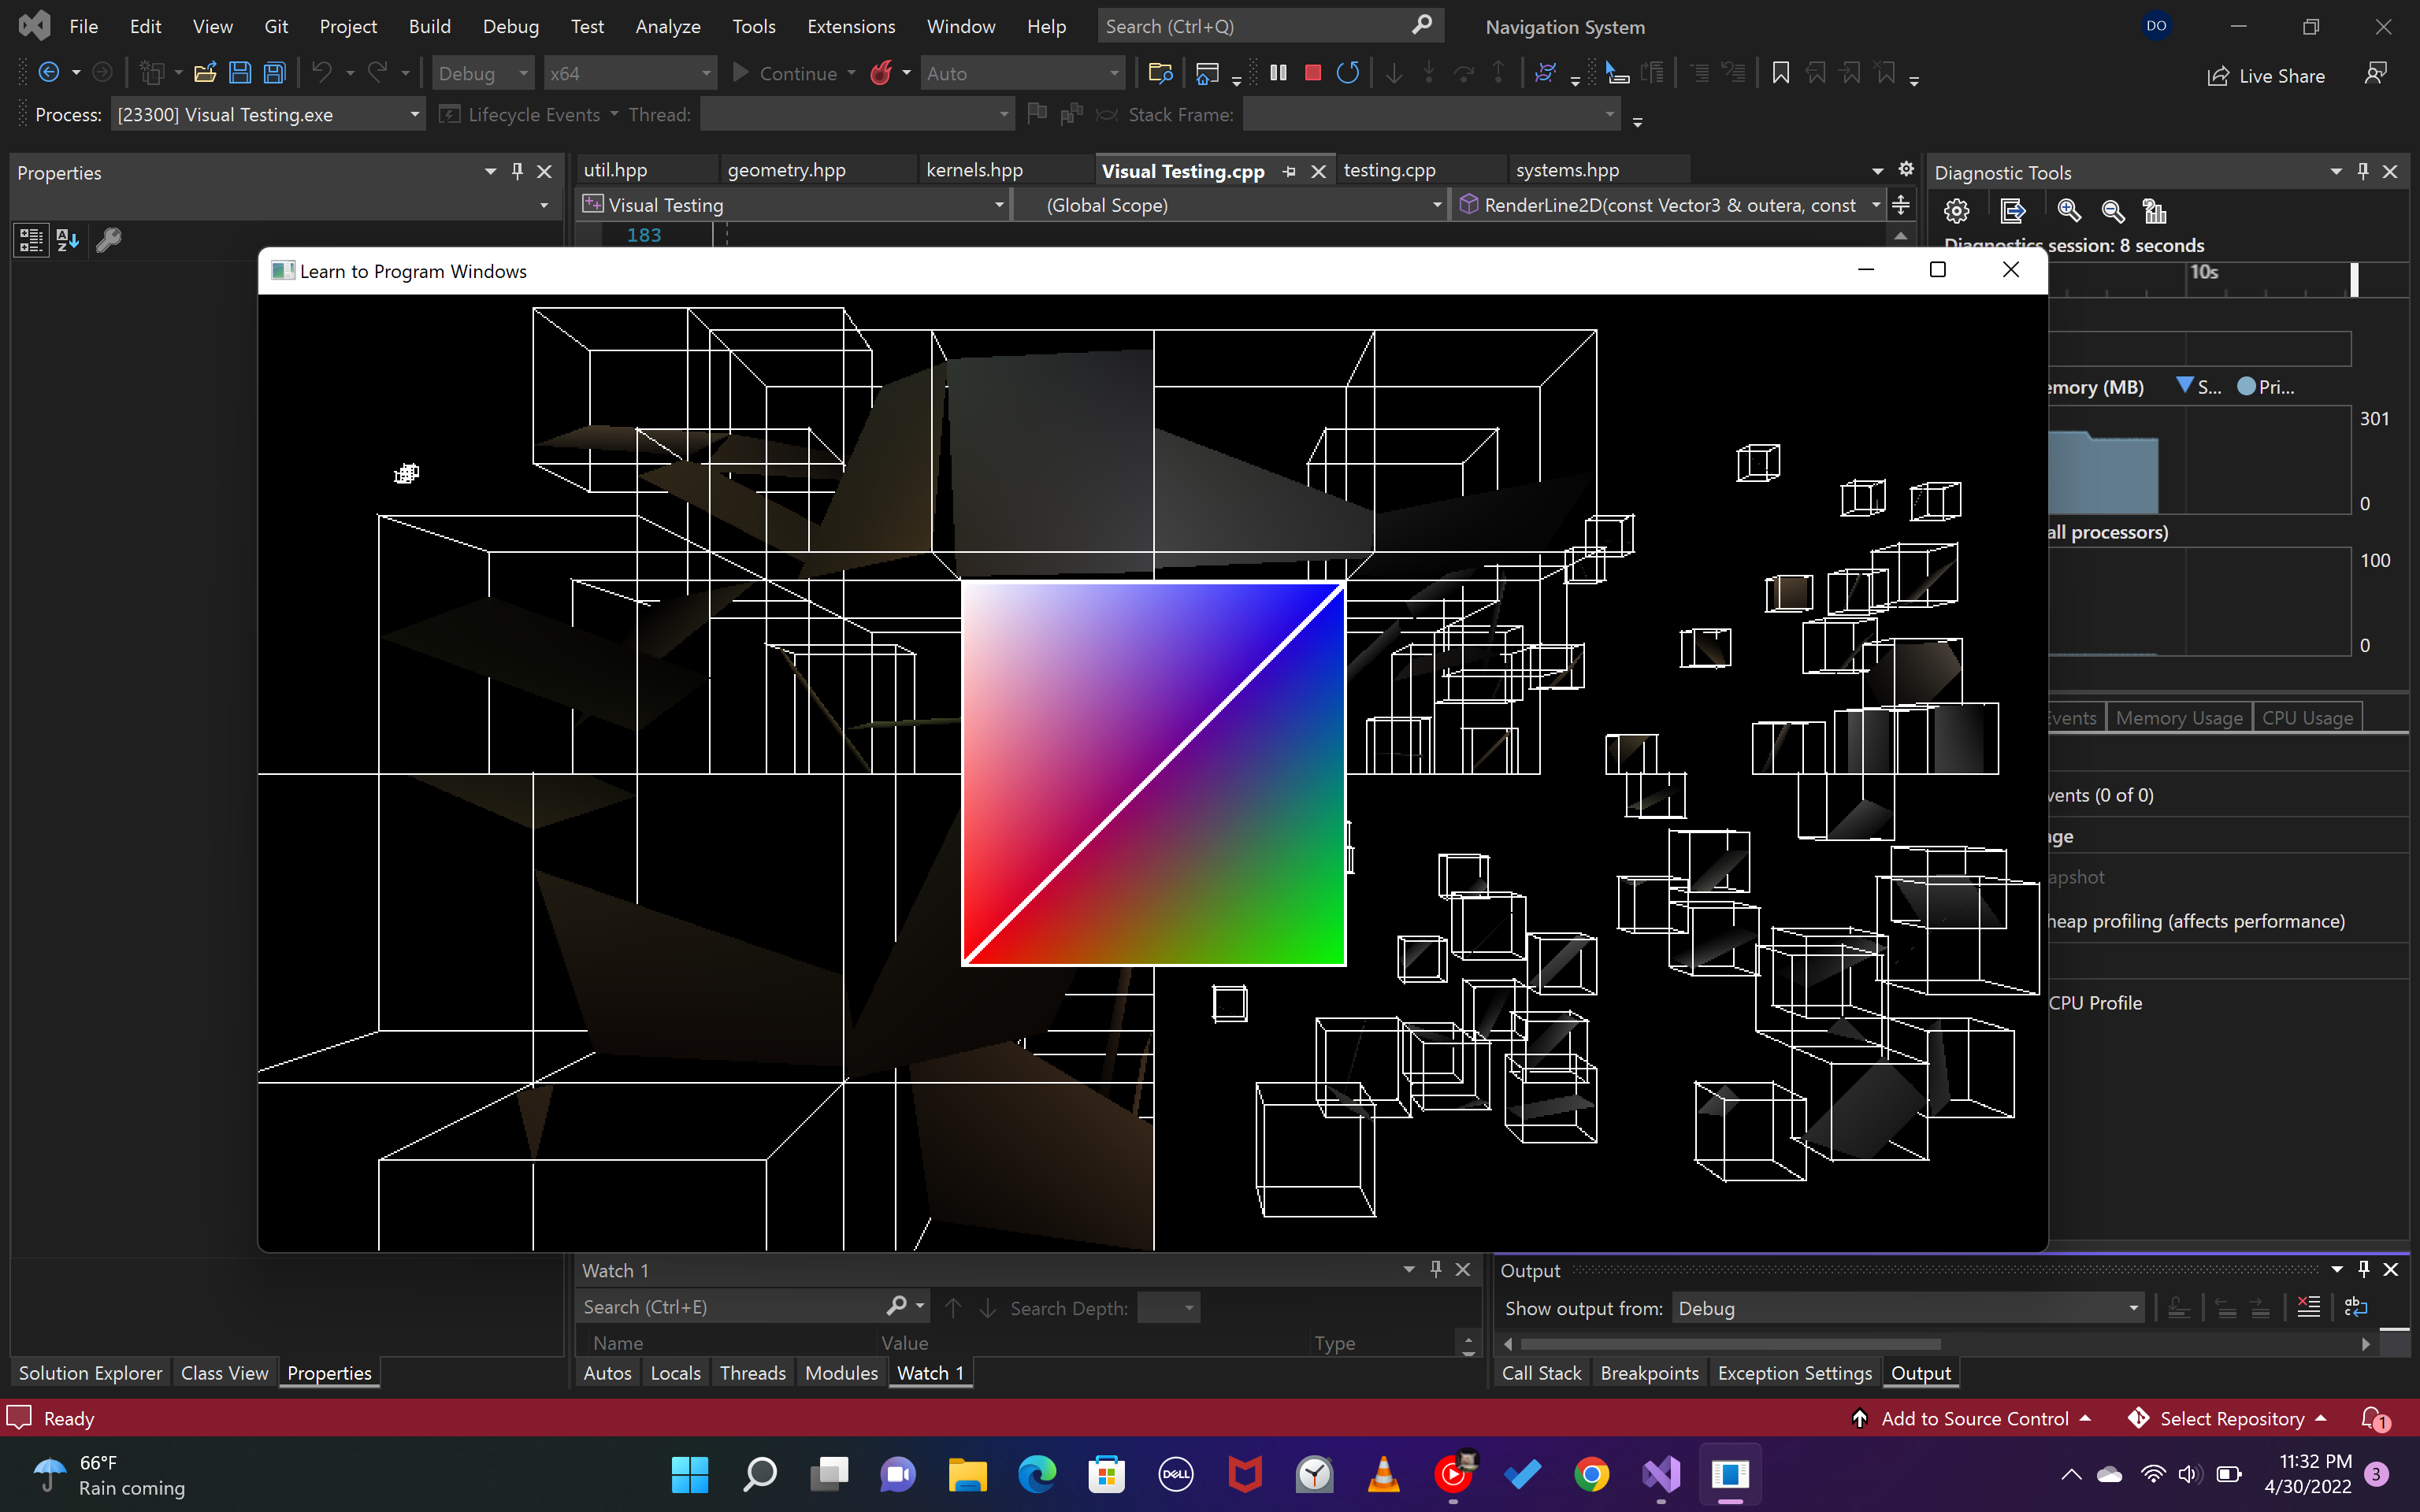 File Edit View Git Project Build Debug Test Analyze Tools Extensions Window Help Search (Ctrl+Q) Navigation System DO
Debug x64 Continue Auto Live Share
Process: [23300] Visual Testing.exe Lifecycle Events Thread: Stack Frame:
Properties
util.hpp geometry.hpp kernels.hpp Visual Testing.cpp testing.cpp systems.hpp
Diagnostic Tools
Visual Testing (Global Scope) RenderLine2D(const Vector3 & outera, const
183
Diagnostics session: 8 seconds
Learn to Program Windows
10s
emory (MB) S... Pri...
301
0
all processors)
100
0
vents Memory Usage CPU Usage
vents (0 of 0)
ge
apshot
heap profiling (affects performance)
CPU Profile
Watch 1
Output
Search (Ctrl+E) Search Depth:
Show output from: Debug
Name Value Type
Solution Explorer Class View Properties
Autos Locals Threads Modules Watch 1
Call Stack Breakpoints Exception Settings Output
Ready
Add to Source Control Select Repository 1
66°F
Rain coming
DELL
11:32 PM
4/30/2022
3